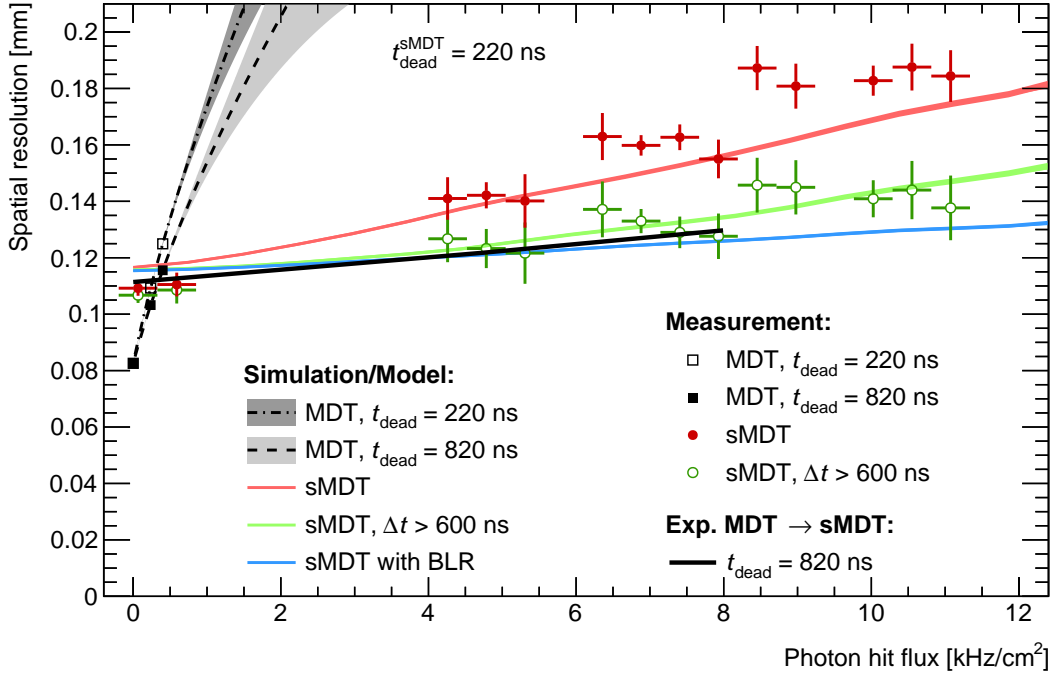 Spatial resolution [mm]
0.2
0.18
0.16
0.14
0.12
0.1
0.08
0.06
0.04
0.02
0
t_dead^sMDT = 220 ns
Simulation/Model:
MDT, t_dead = 220 ns
MDT, t_dead = 820 ns
sMDT
sMDT, Δt > 600 ns
sMDT with BLR
Measurement:
MDT, t_dead = 220 ns
MDT, t_dead = 820 ns
sMDT
sMDT, Δt > 600 ns
Exp. MDT → sMDT:
t_dead = 820 ns
0 2 4 6 8 10 12
Photon hit flux [kHz/cm²]